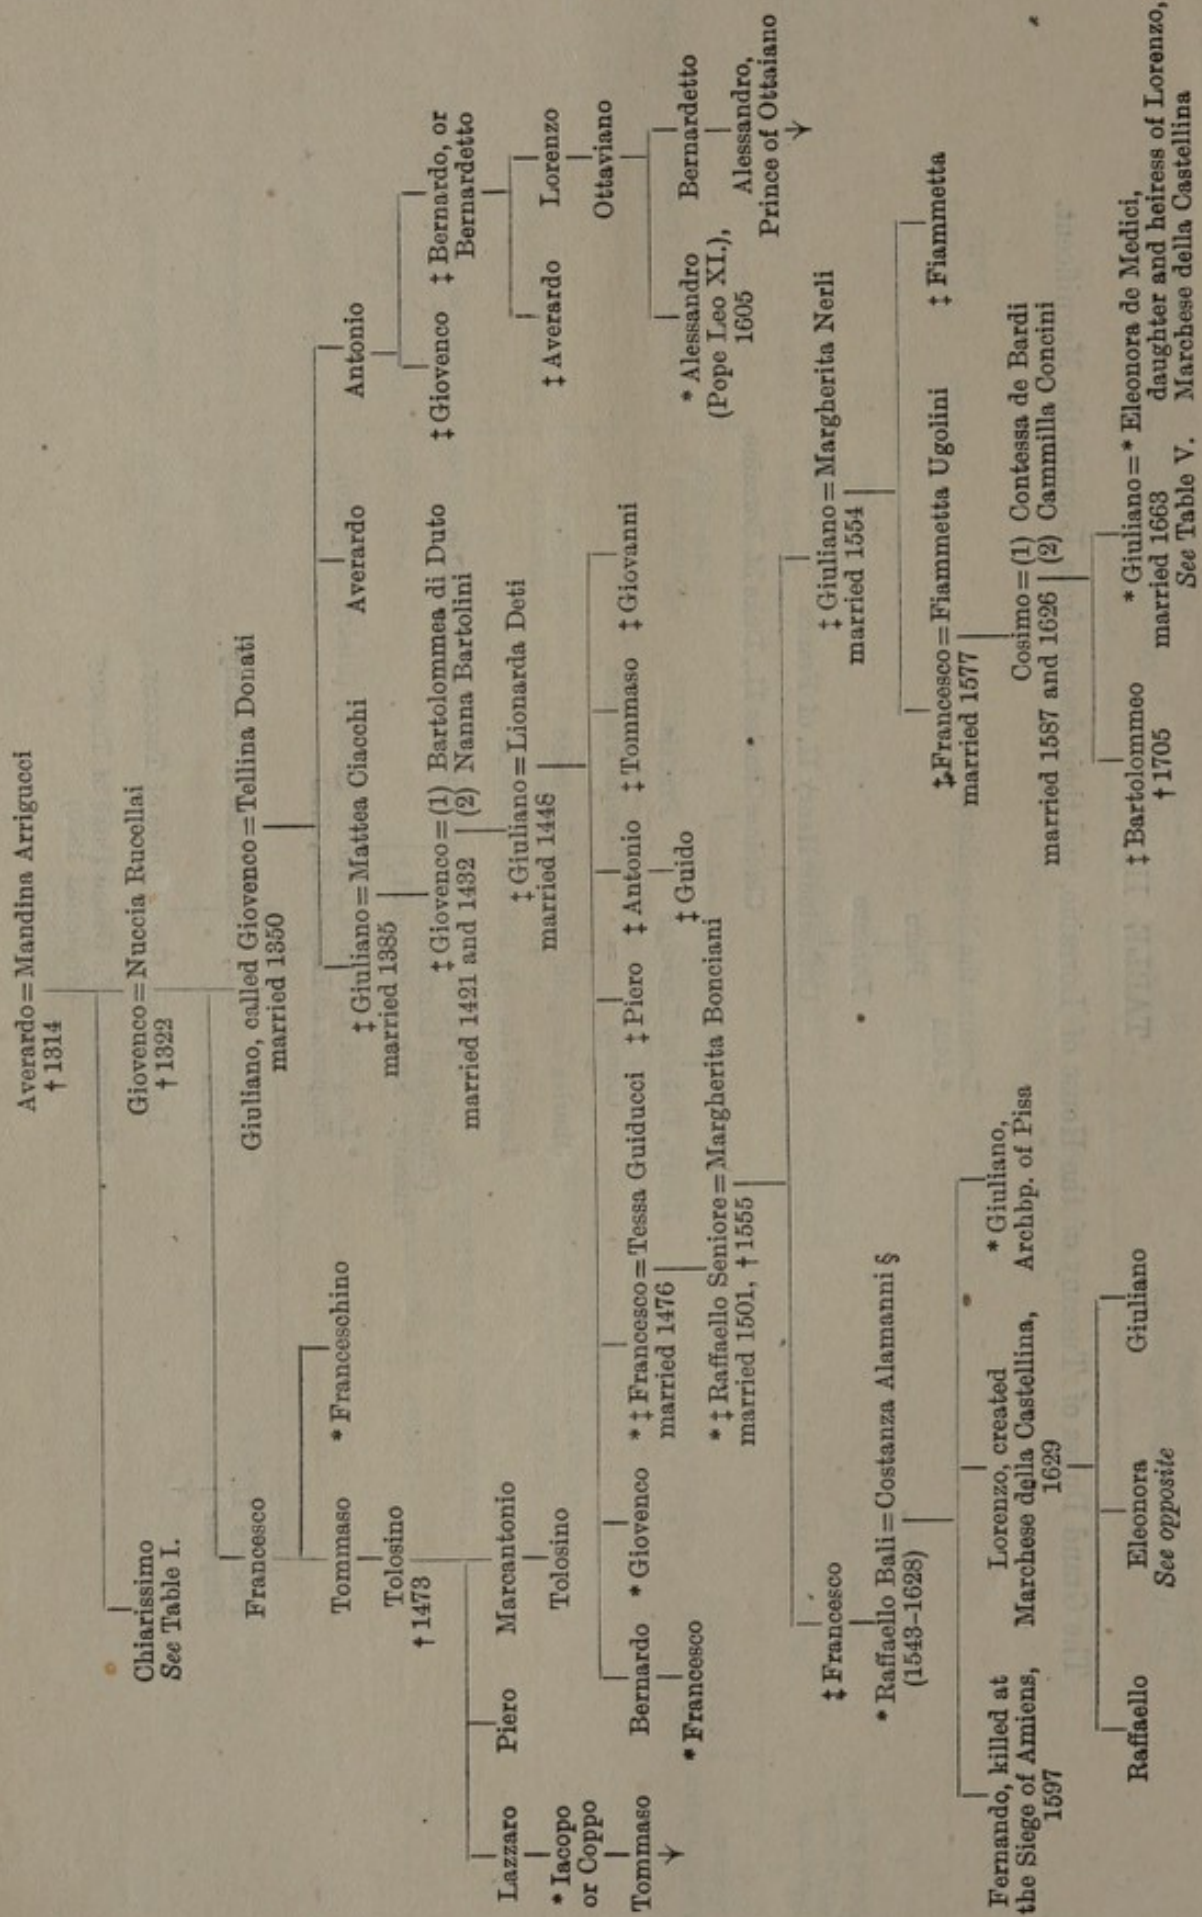 Averardo = Mandina Arrigucci
† 1314
Chiarissimo
See Table I.
Giovenco = Nuccia Rucellai
† 1322
Francesco
Giuliano, called Giovenco = Tellina Donati
married 1350
Tommaso * Franceschino
‡ Giuliano = Mattea Ciacchi Averardo Antonio
married 1385
Tolosino
† 1473
‡ Giovenco = (1) Bartolommea di Duto ‡ Giovenco ‡ Bernardo, or
married 1421 and 1432 (2) Nanna Bartolini Bernardetto
Lazzaro Piero Marcantonio
‡ Giuliano = Lionarda Deti ‡ Averardo Lorenzo
married 1448
* Iacopo Tolosino
or Coppo
Ottaviano
Tommaso Bernardo * Giovenco * ‡ Francesco = Tessa Guiducci ‡ Piero ‡ Antonio ‡ Tommaso ‡ Giovanni
married 1476
* Francesco
‡ Guido
* Alessandro Bernardetto
(Pope Leo XI.),
1605
* ‡ Raffaello Seniore = Margherita Bonciani
married 1501, † 1555
Alessandro,
Prince of Ottaiano
‡ Francesco ‡ Giuliano = Margherita Nerli
married 1554
* Raffaello Bali = Costanza Alamanni §
(1543–1628)
‡ Francesco = Fiammetta Ugolini ‡ Fiammetta
married 1577
Fernando, killed at Lorenzo, created * Giuliano,
the Siege of Amiens, Marchese della Castellina, Archbp. of Pisa
1597 1629
Cosimo = (1) Contessa de Bardi
married 1587 and 1626 (2) Cammilla Concini
Raffaello Eleonora Giuliano
See opposite
‡ Bartolommeo * Giuliano = * Eleonora de Medici,
† 1705 married 1663 daughter and heiress of Lorenzo,
See Table V. Marchese della Castellina